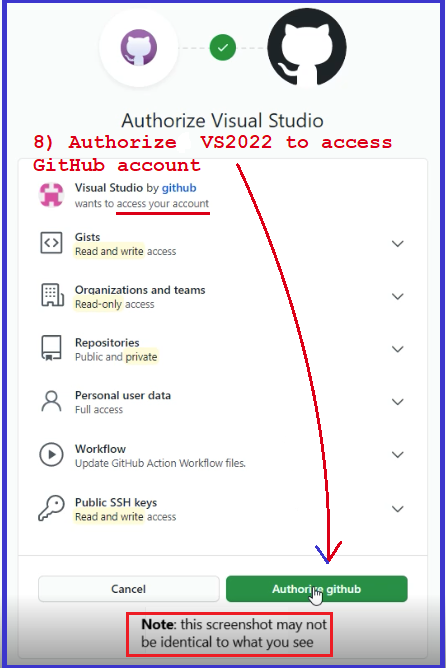 Authorize Visual Studio
8) Authorize VS2022 to access
GitHub account
Visual Studio by github
wants to access your account
Gists
Read and write access
Organizations and teams
Read-only access
Repositories
Public and private
Personal user data
Full access
Workflow
Update GitHub Action Workflow files.
Public SSH keys
Read and write access
Cancel
Authorize github
Note: this screenshot may not
be identical to what you see